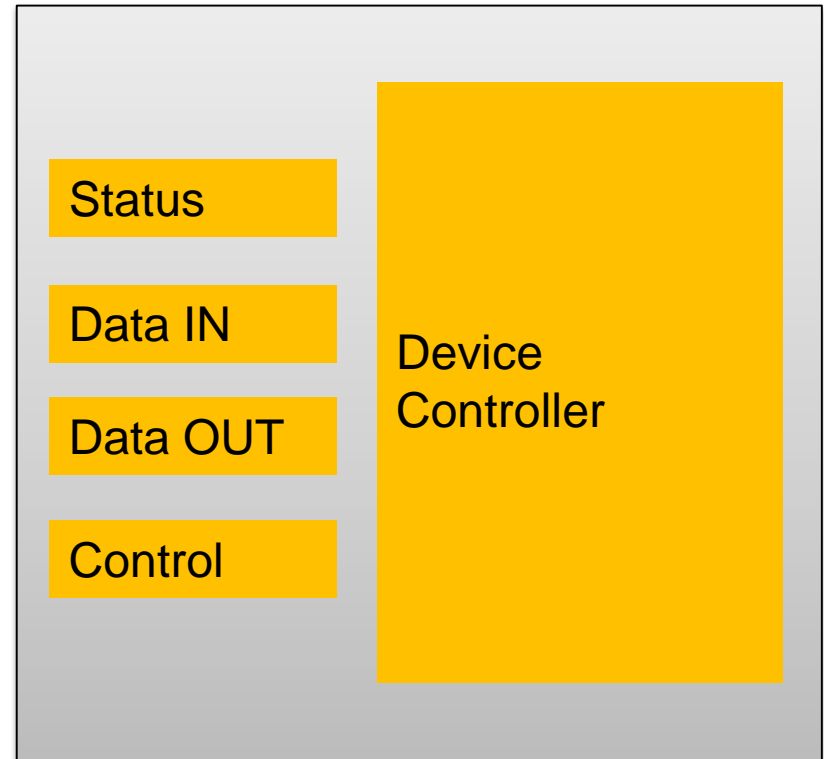 Status
Data IN
Data OUT
Control
Device
Controller